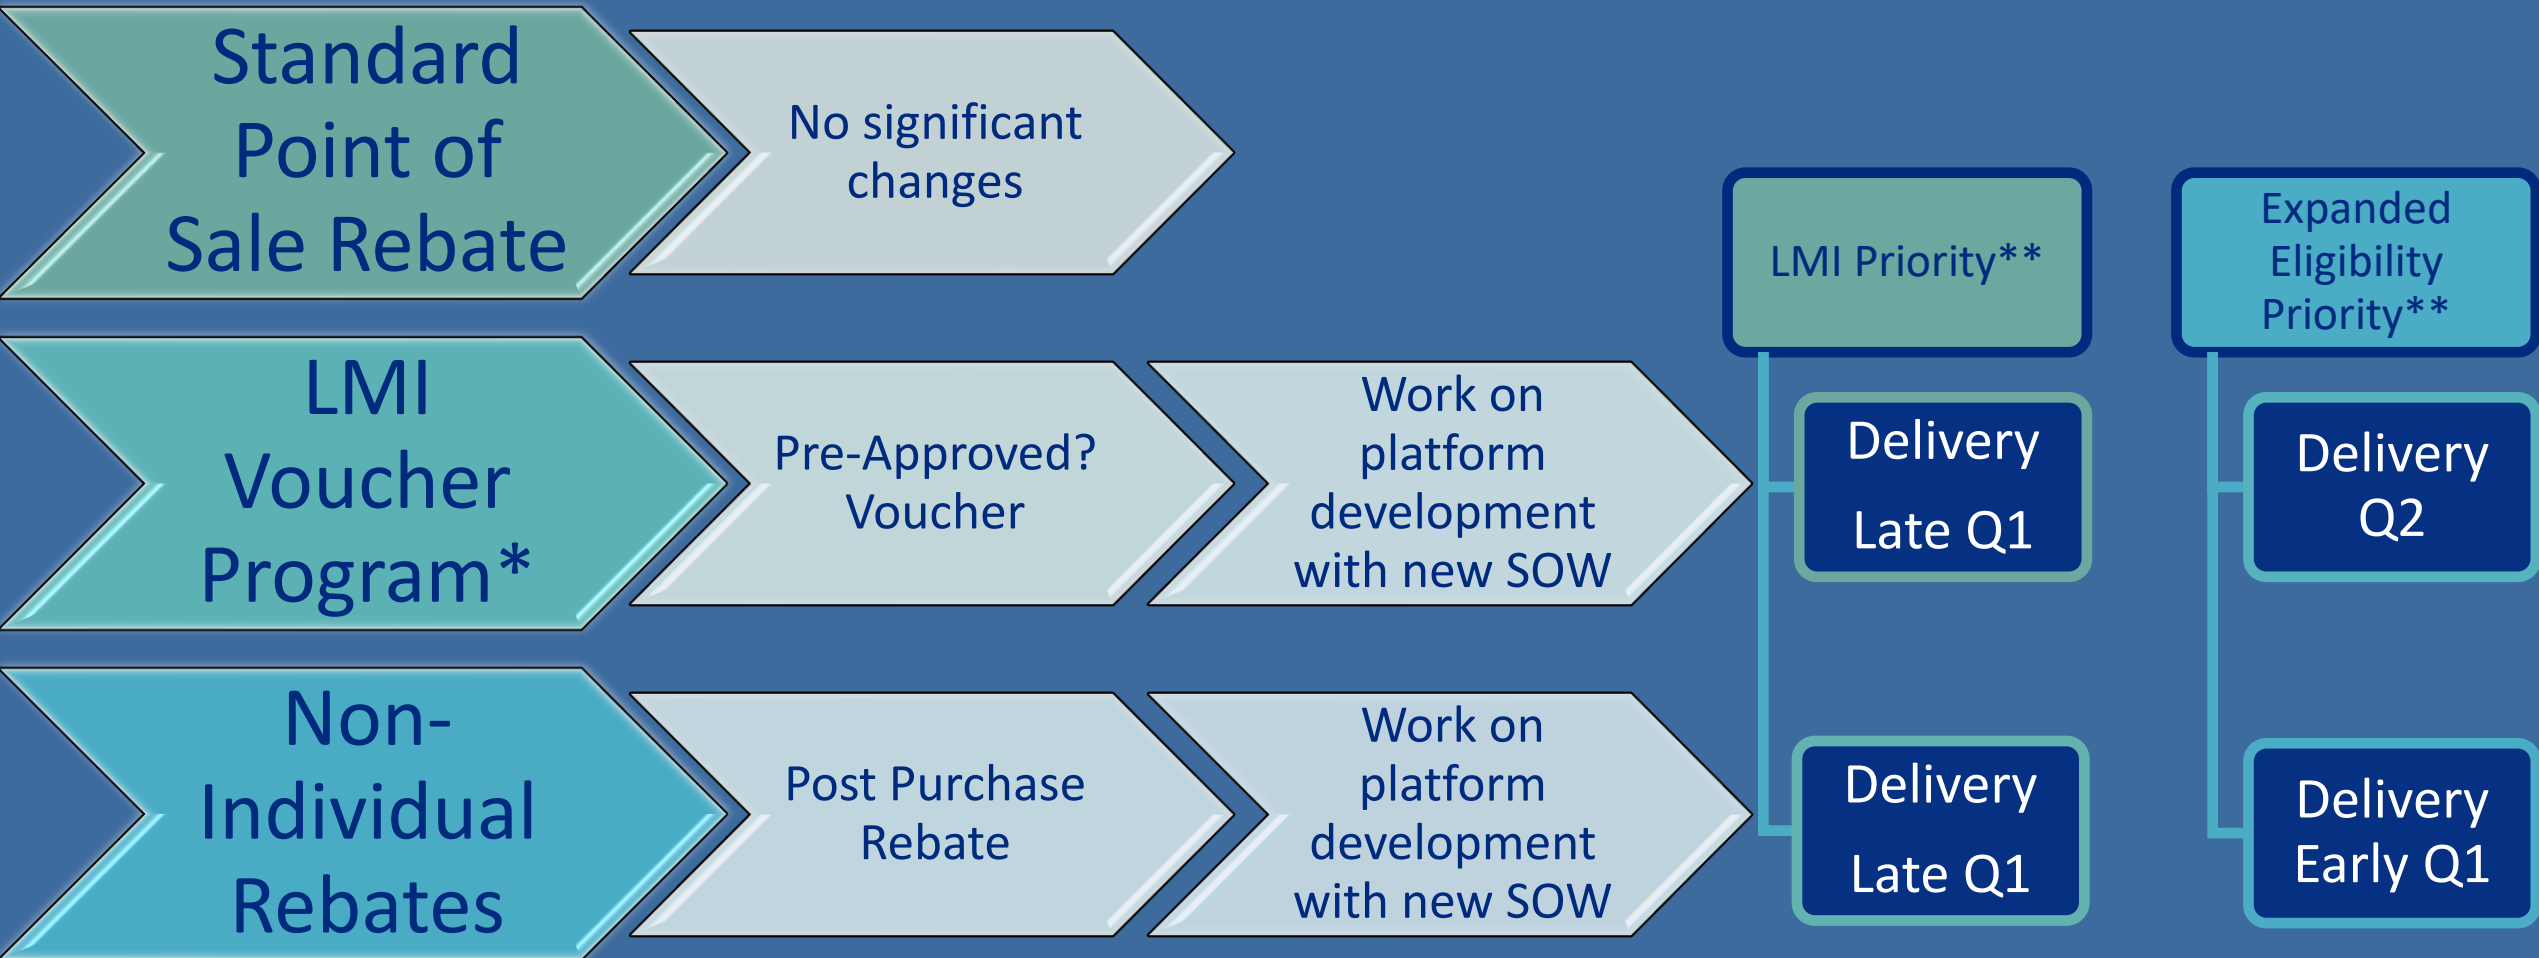 Standard
Point of
Sale Rebate
No significant
changes
LMI
Voucher
Program*
Pre-Approved?
Voucher
Work on
platform
development
with new SOW
Non-
Individual
Rebates
Post Purchase
Rebate
Work on
platform
development
with new SOW
LMI Priority**
Delivery
Late Q1
Delivery
Late Q1
Expanded
Eligibility
Priority**
Delivery
Q2
Delivery
Early Q1